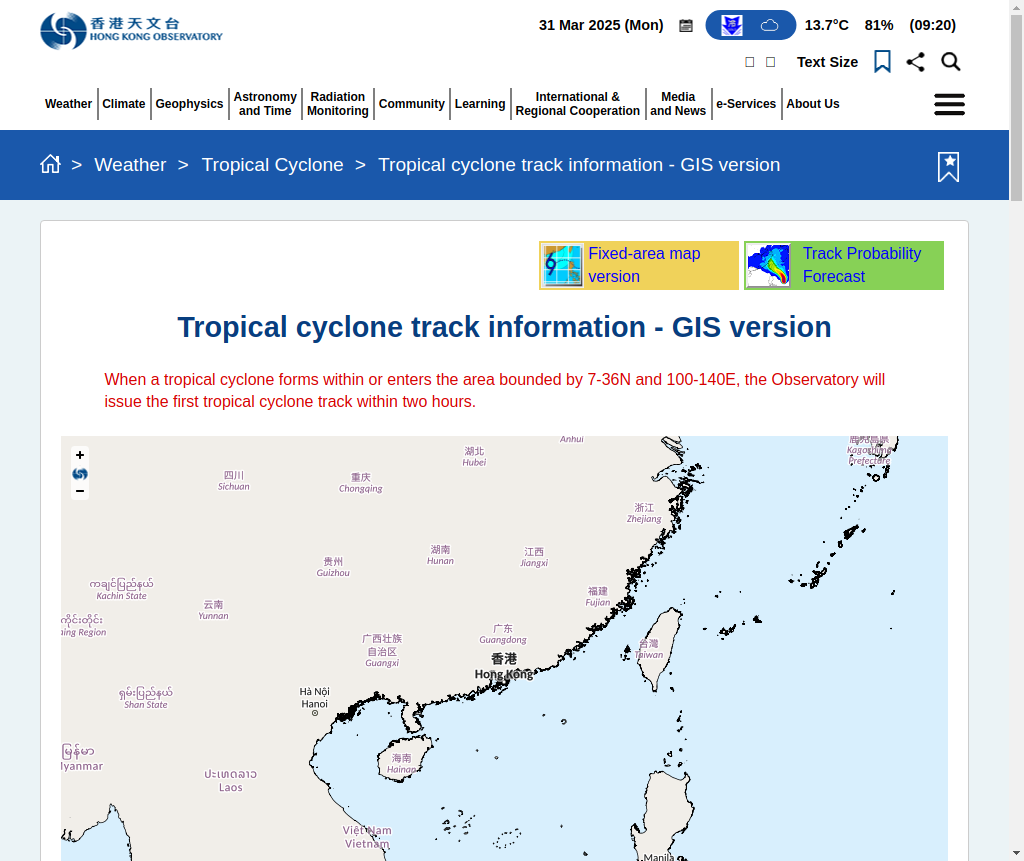 香港天文台
HONG KONG OBSERVATORY
31 Mar 2025 (Mon)
13.7°C 81% (09:20)
Text Size
Weather
Climate
Geophysics
Astronomy
and Time
Radiation
Monitoring
Community
Learning
International &
Regional Cooperation
Media
and News
e-Services
About Us
> Weather > Tropical Cyclone > Tropical cyclone track information - GIS version
Fixed-area map
version
Track Probability
Forecast
Tropical cyclone track information - GIS version
When a tropical cyclone forms within or enters the area bounded by 7-36N and 100-140E, the Observatory will
issue the first tropical cyclone track within two hours.
+
−
Anhui
Kagoshima
Prefecture
湖北
Hubei
四川
Sichuan
重庆
Chongqing
浙江
Zhejiang
湖南
Hunan
江西
Jiangxi
贵州
Guizhou
ကချင်ပြည်နယ်
Kachin State
福建
Fujian
云南
Yunnan
ကိုင်းတိုင်း
ing Region
广东
Guangdong
广西壮族
自治区
Guangxi
台灣
Taiwan
香港
Hong Kong
ရှမ်းပြည်နယ်
Shan State
Hà Nội
Hanoi
မြန်မာ
Myanmar
海南
Hainan
ປະເທດລາວ
Laos
Việt Nam
Vietnam
Manila